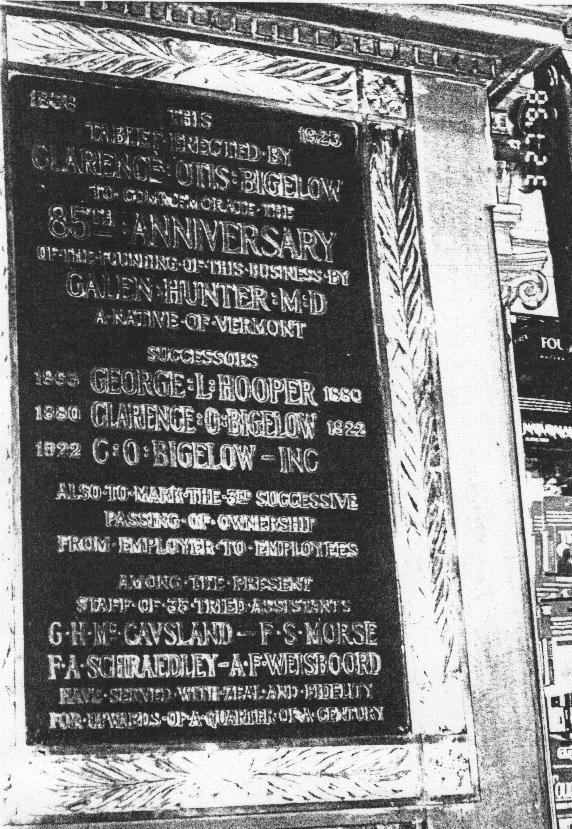 1838
THIS
1923
TABLET·ERECTED·BY
CLARENCE·OTIS·BIGELOW
TO·COMMEMORATE·THE
85TH·ANNIVERSARY
OF·THE·FOUNDING·OF·THIS·BUSINESS·BY
GALEN·HUNTER·M·D
A·NATIVE·OF·VERMONT
SUCCESSORS
1863 GEORGE·L·HOOPER 1880
1880 CLARENCE·O·BIGELOW 1922
1922 C·O·BIGELOW - INC
ALSO·TO·MARK·THE·3RD·SUCCESSIVE
PASSING·OF·OWNERSHIP
FROM·EMPLOYER·TO·EMPLOYEES
AMONG·THE·PRESENT
STAFF·OF·35·TRIED·ASSISTANTS
G·H·Mc·CAUSLAND - F·S·MORSE
F·A·SCHRAEDLEY - A·F·WEISBOORD
HAVE·SERVED·WITH·ZEAL·AND·FIDELITY
FOR·UPWARDS·OF·A·QUARTER·OF·A·CENTURY
FOU